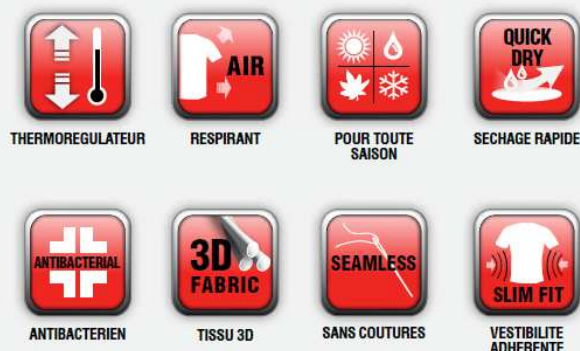 AIR
QUICK
DRY
THERMOREGULATEUR
RESPIRANT
POUR TOUTE
SAISON
SECHAGE RAPIDE
ANTIBACTERIAL
3D
FABRIC
SEAMLESS
SLIM FIT
ANTIBACTERIEN
TISSU 3D
SANS COUTURES
VESTIBILITE
ADHERENTE